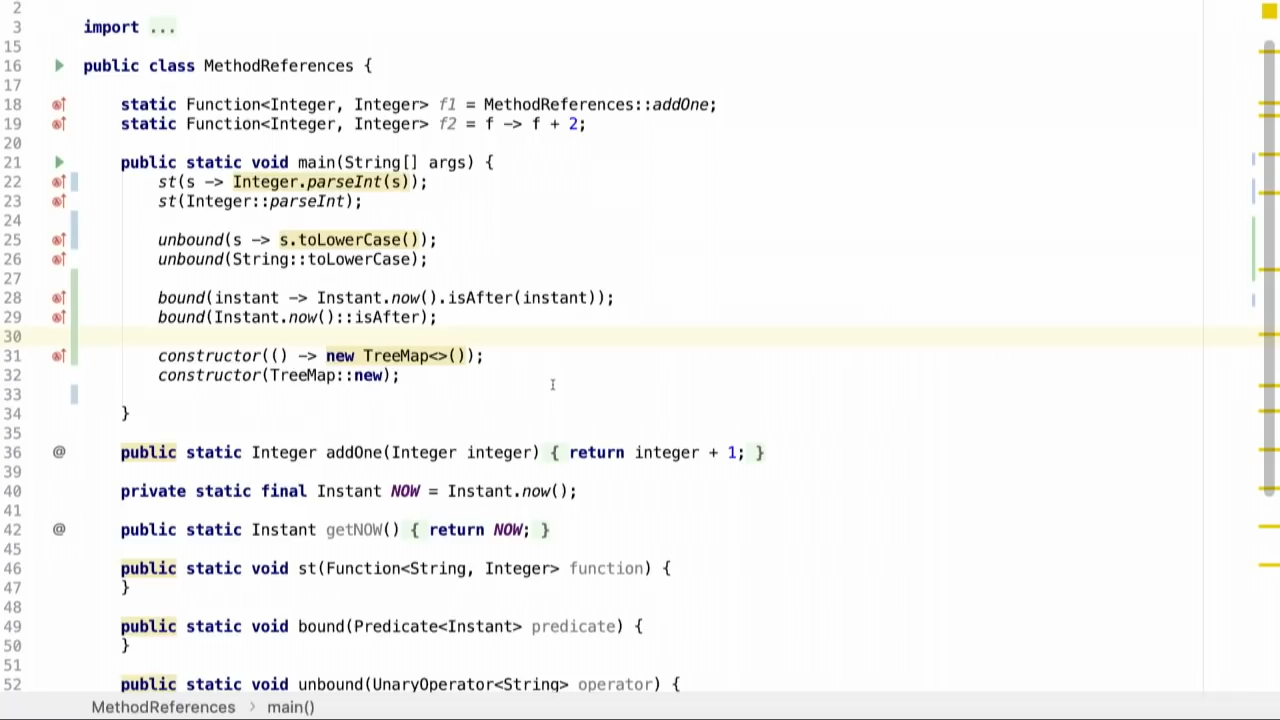 2
3 import ...
15
16 public class MethodReferences {
17
18 static Function<Integer, Integer> f1 = MethodReferences::addOne;
19 static Function<Integer, Integer> f2 = f -> f + 2;
20
21 public static void main(String[] args) {
22 st(s -> Integer.parseInt(s));
23 st(Integer::parseInt);
24
25 unbound(s -> s.toLowerCase());
26 unbound(String::toLowerCase);
27
28 bound(instant -> Instant.now().isAfter(instant));
29 bound(Instant.now()::isAfter);
30
31 constructor(() -> new TreeMap<>());
32 constructor(TreeMap::new);
33
34 }
35
36 @ public static Integer addOne(Integer integer) { return integer + 1; }
39
40 private static final Instant NOW = Instant.now();
41
42 @ public static Instant getNOW() { return NOW; }
45
46 public static void st(Function<String, Integer> function) {
47 }
48
49 public static void bound(Predicate<Instant> predicate) {
50 }
51
52 public static void unbound(UnaryOperator<String> operator) {
MethodReferences > main()